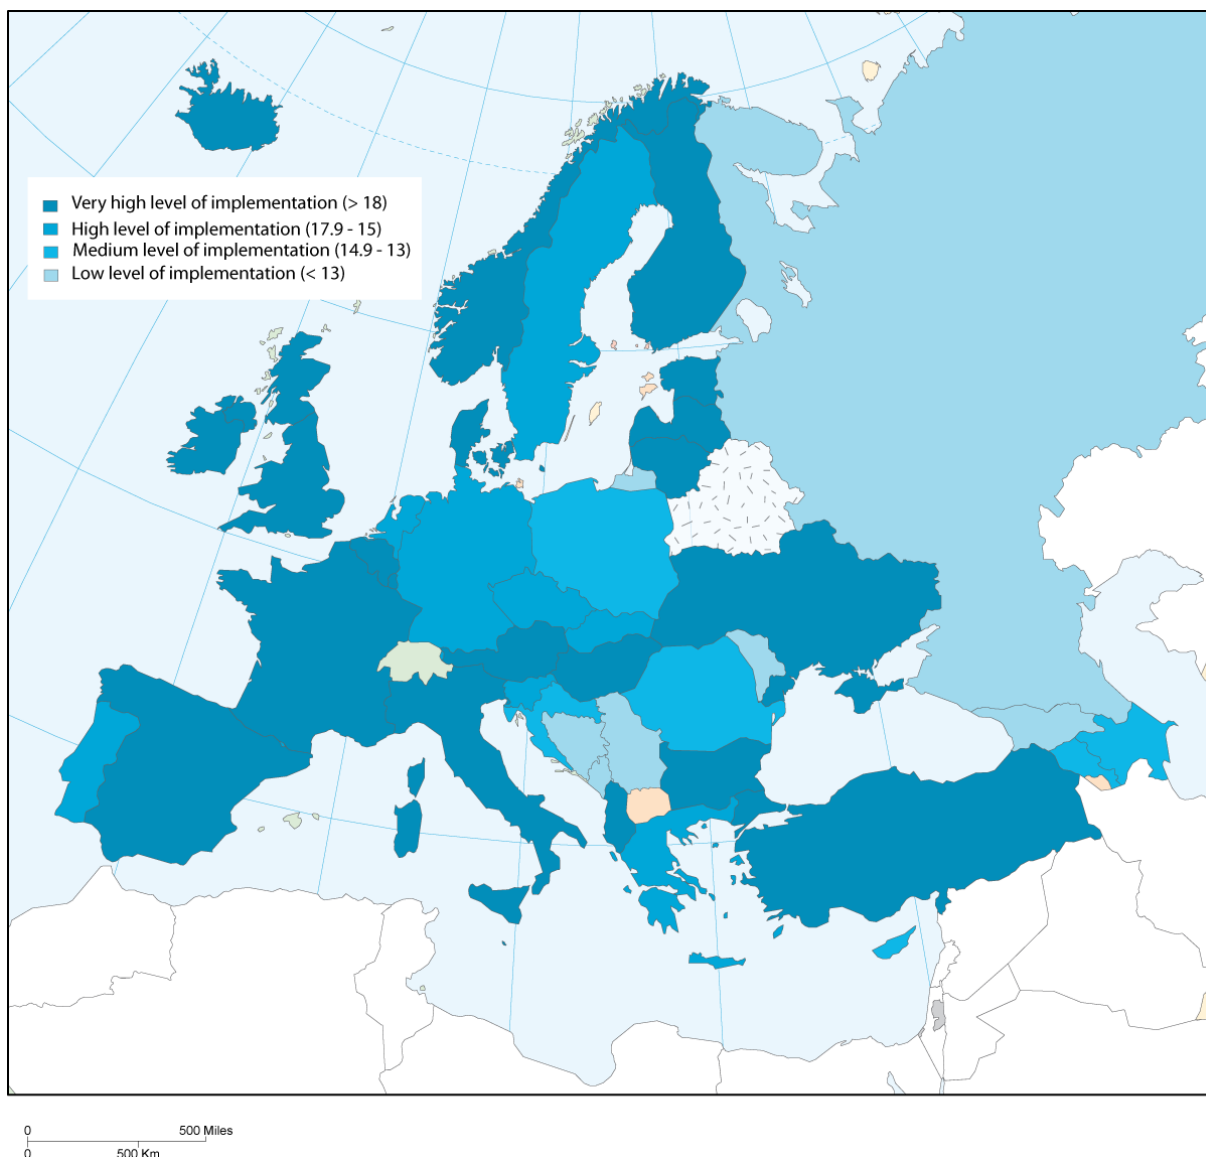 Very high level of implementation (> 18)
High level of implementation (17.9 - 15)
Medium level of implementation (14.9 - 13)
Low level of implementation (< 13)
0 500 Miles
0 500 Km